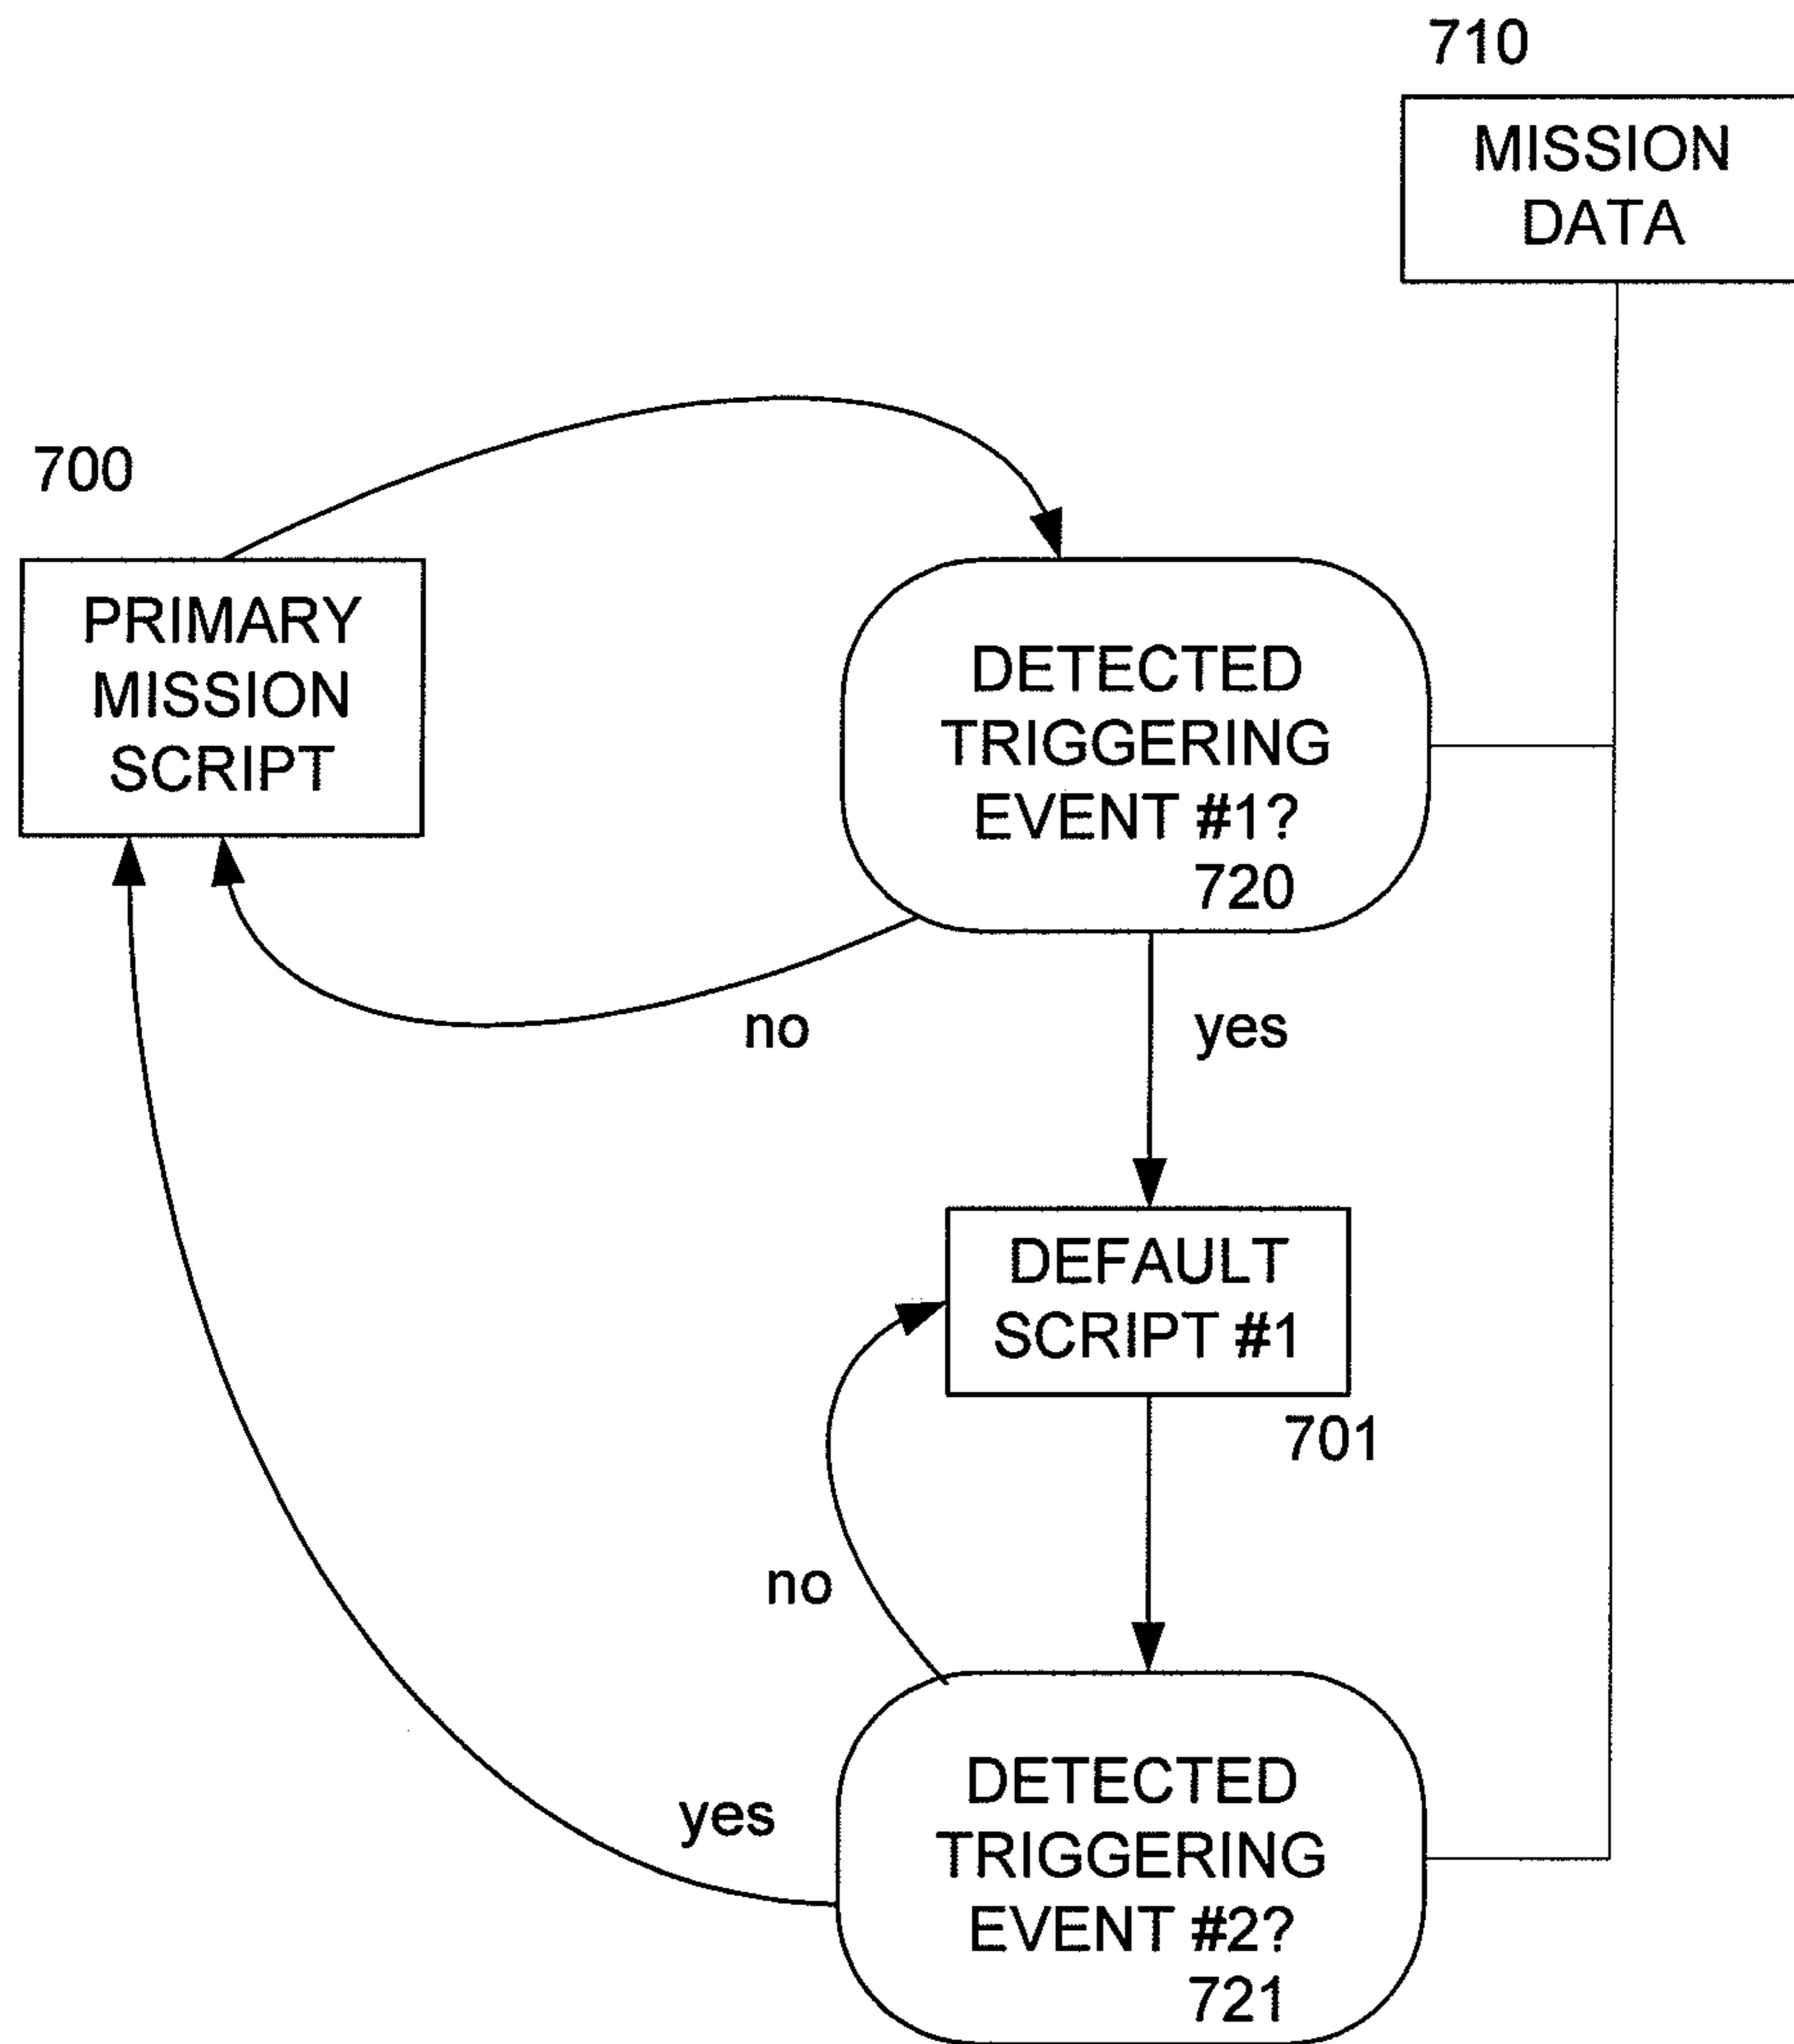 710
MISSION
DATA
700
PRIMARY
MISSION
SCRIPT
DETECTED
TRIGGERING
EVENT #1?
720
no
yes
DEFAULT
SCRIPT #1
701
no
yes
DETECTED
TRIGGERING
EVENT #2?
721